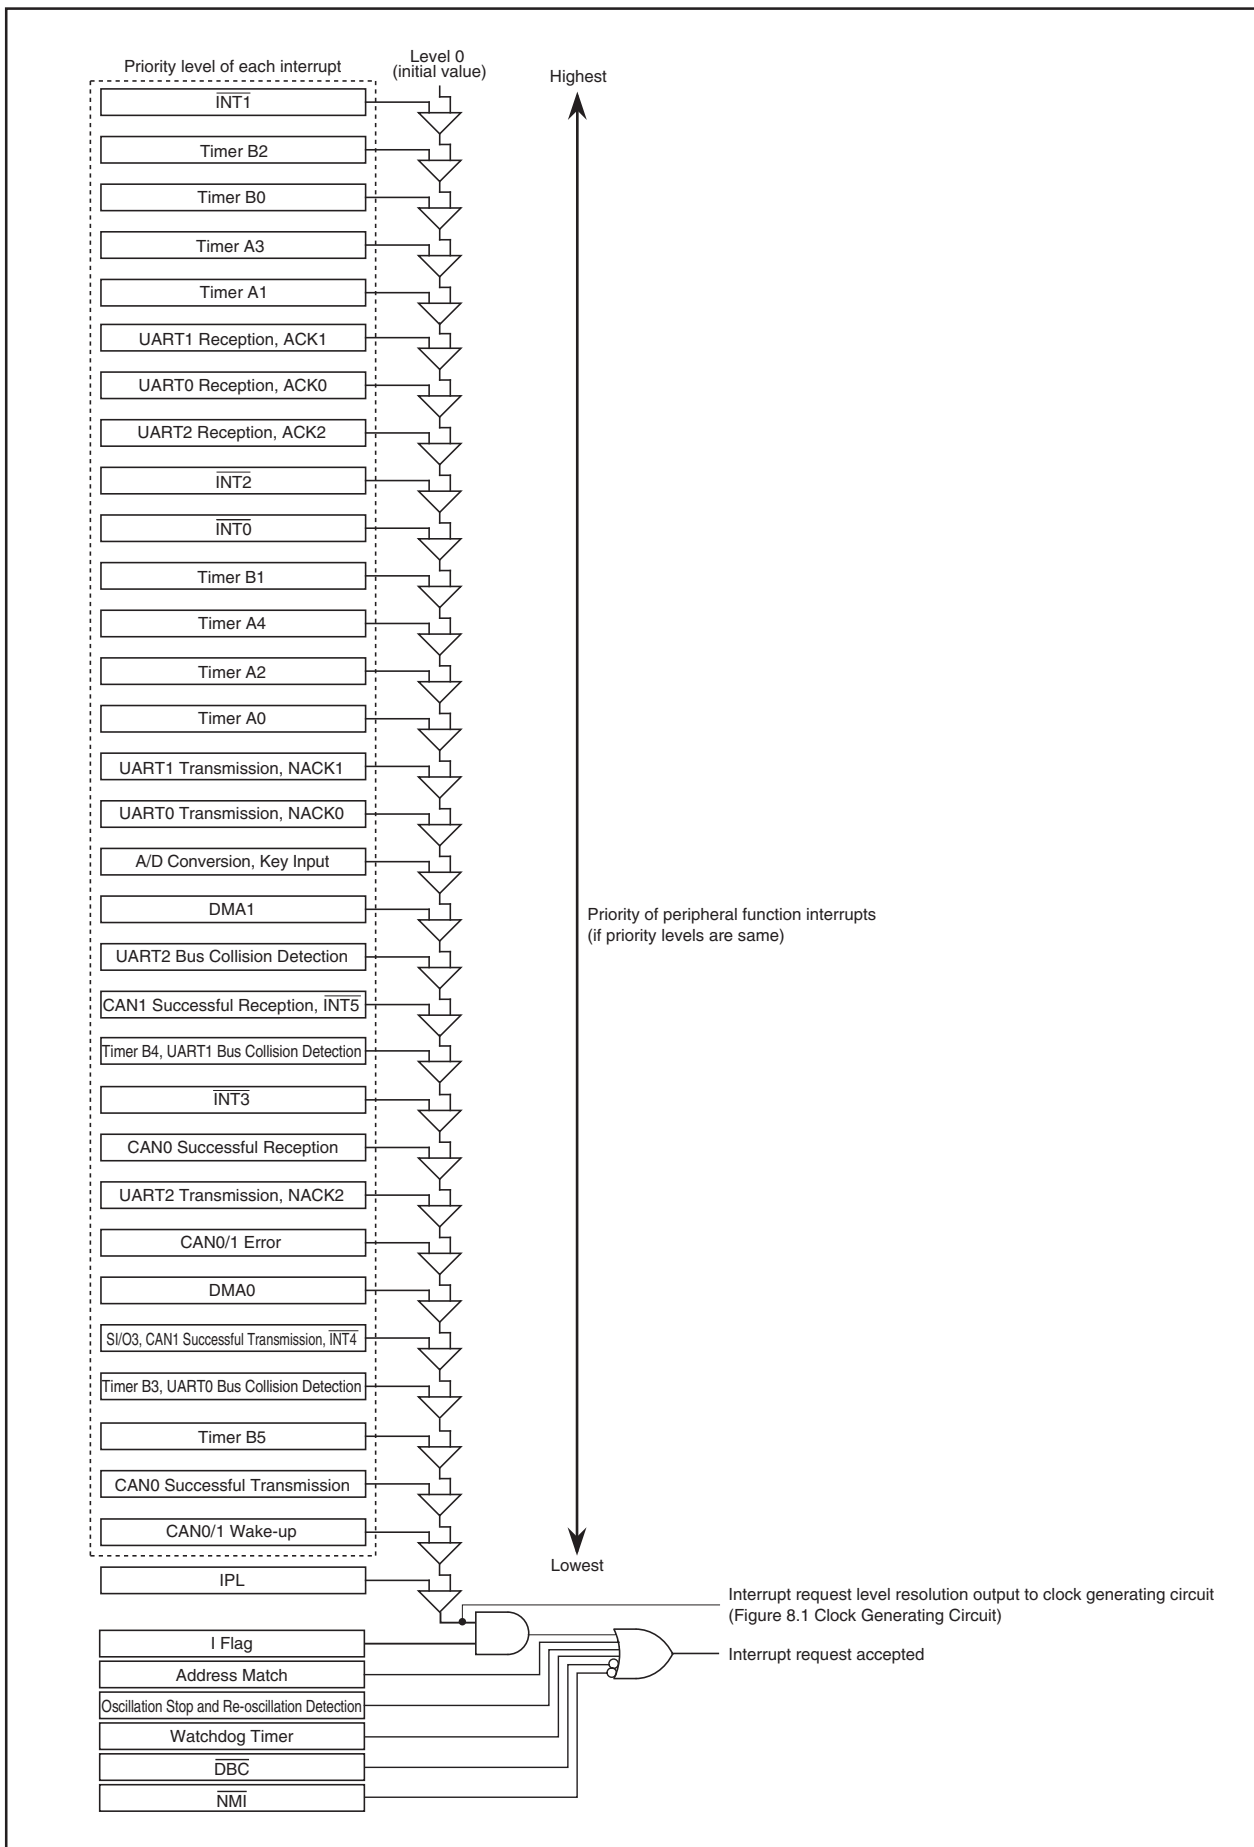 Priority level of each interrupt
Level 0
(initial value)
Highest
INT1
Timer B2
Timer B0
Timer A3
Timer A1
UART1 Reception, ACK1
UART0 Reception, ACK0
UART2 Reception, ACK2
INT2
INT0
Timer B1
Timer A4
Timer A2
Timer A0
UART1 Transmission, NACK1
UART0 Transmission, NACK0
A/D Conversion, Key Input
DMA1
Priority of peripheral function interrupts
(if priority levels are same)
UART2 Bus Collision Detection
CAN1 Successful Reception, INT5
Timer B4, UART1 Bus Collision Detection
INT3
CAN0 Successful Reception
UART2 Transmission, NACK2
CAN0/1 Error
DMA0
SI/O3, CAN1 Successful Transmission, INT4
Timer B3, UART0 Bus Collision Detection
Timer B5
CAN0 Successful Transmission
CAN0/1 Wake-up
Lowest
IPL
Interrupt request level resolution output to clock generating circuit
(Figure 8.1 Clock Generating Circuit)
I Flag
Interrupt request accepted
Address Match
Oscillation Stop and Re-oscillation Detection
Watchdog Timer
DBC
NMI